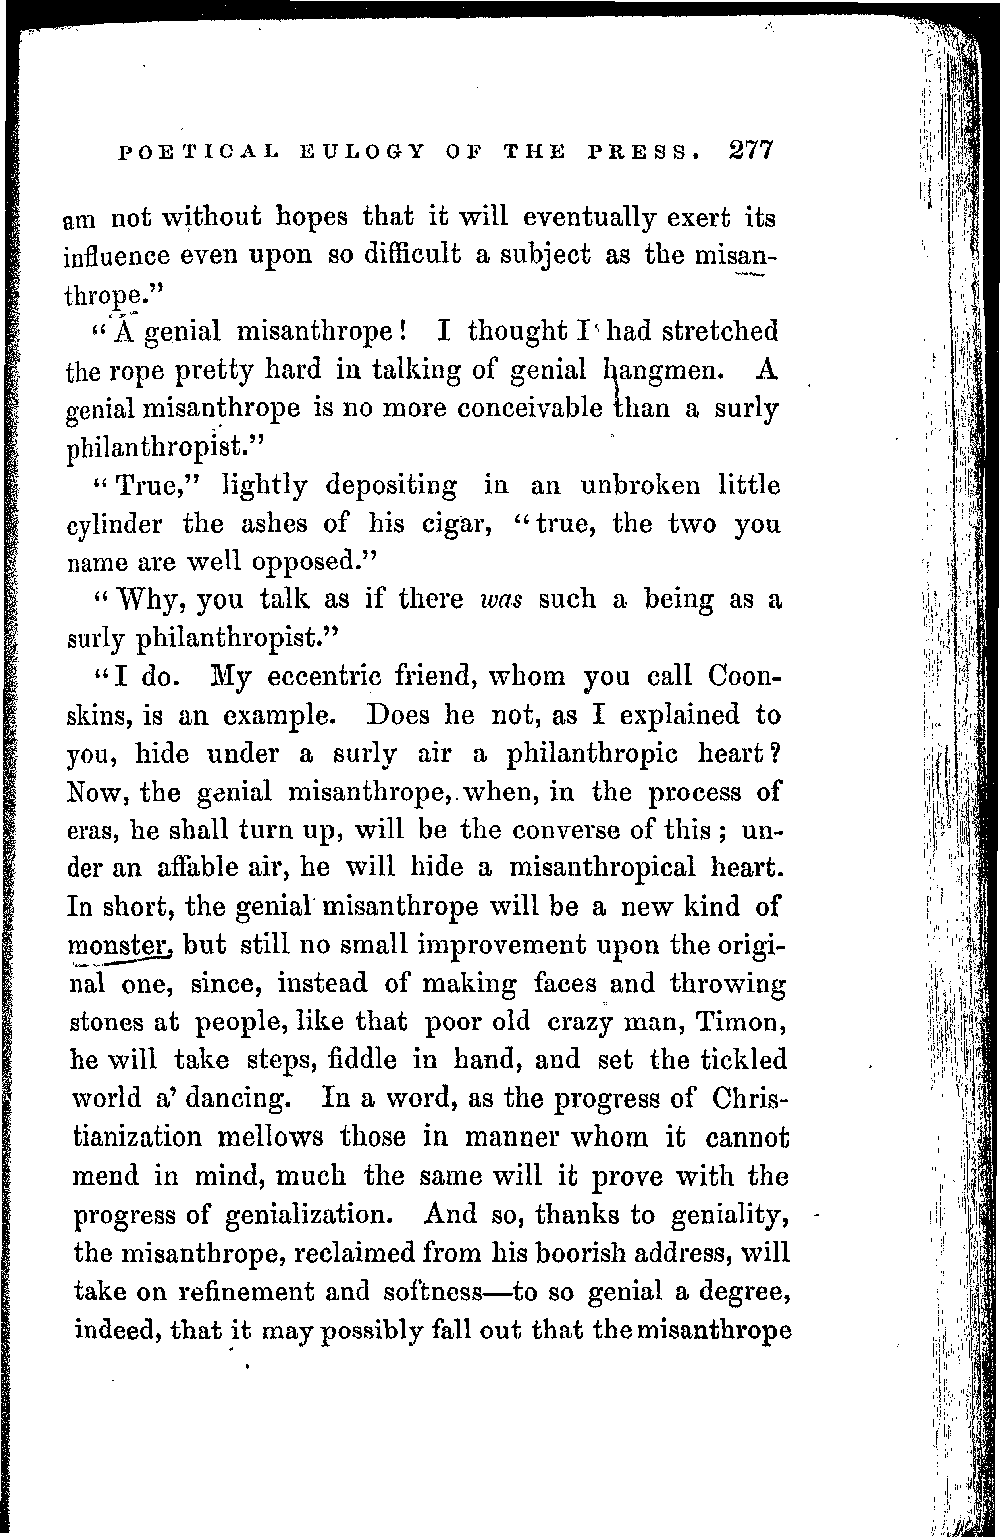 POETICAL EULOGY OF THE PRESS. 277
am not without hopes that it will eventually exert its
influence even upon so difficult a subject as the misan-
thrope."
"A genial misanthrope! I thought I had stretched
the rope pretty hard in talking of genial hangmen. A
genial misanthrope is no more conceivable than a surly
philanthropist."
"True," lightly depositing in an unbroken little
cylinder the ashes of his cigar, "true, the two you
name are well opposed."
"Why, you talk as if there was such a being as a
surly philanthropist."
"I do. My eccentric friend, whom you call Coon-
skins, is an example. Does he not, as I explained to
you, hide under a surly air a philanthropic heart?
Now, the genial misanthrope, when, in the process of
eras, he shall turn up, will be the converse of this; un-
der an affable air, he will hide a misanthropical heart.
In short, the genial misanthrope will be a new kind of
monster, but still no small improvement upon the origi-
nal one, since, instead of making faces and throwing
stones at people, like that poor old crazy man, Timon,
he will take steps, fiddle in hand, and set the tickled
world a' dancing. In a word, as the progress of Chris-
tianization mellows those in manner whom it cannot
mend in mind, much the same will it prove with the
progress of genialization. And so, thanks to geniality,
the misanthrope, reclaimed from his boorish address, will
take on refinement and softness—to so genial a degree,
indeed, that it may possibly fall out that the misanthrope